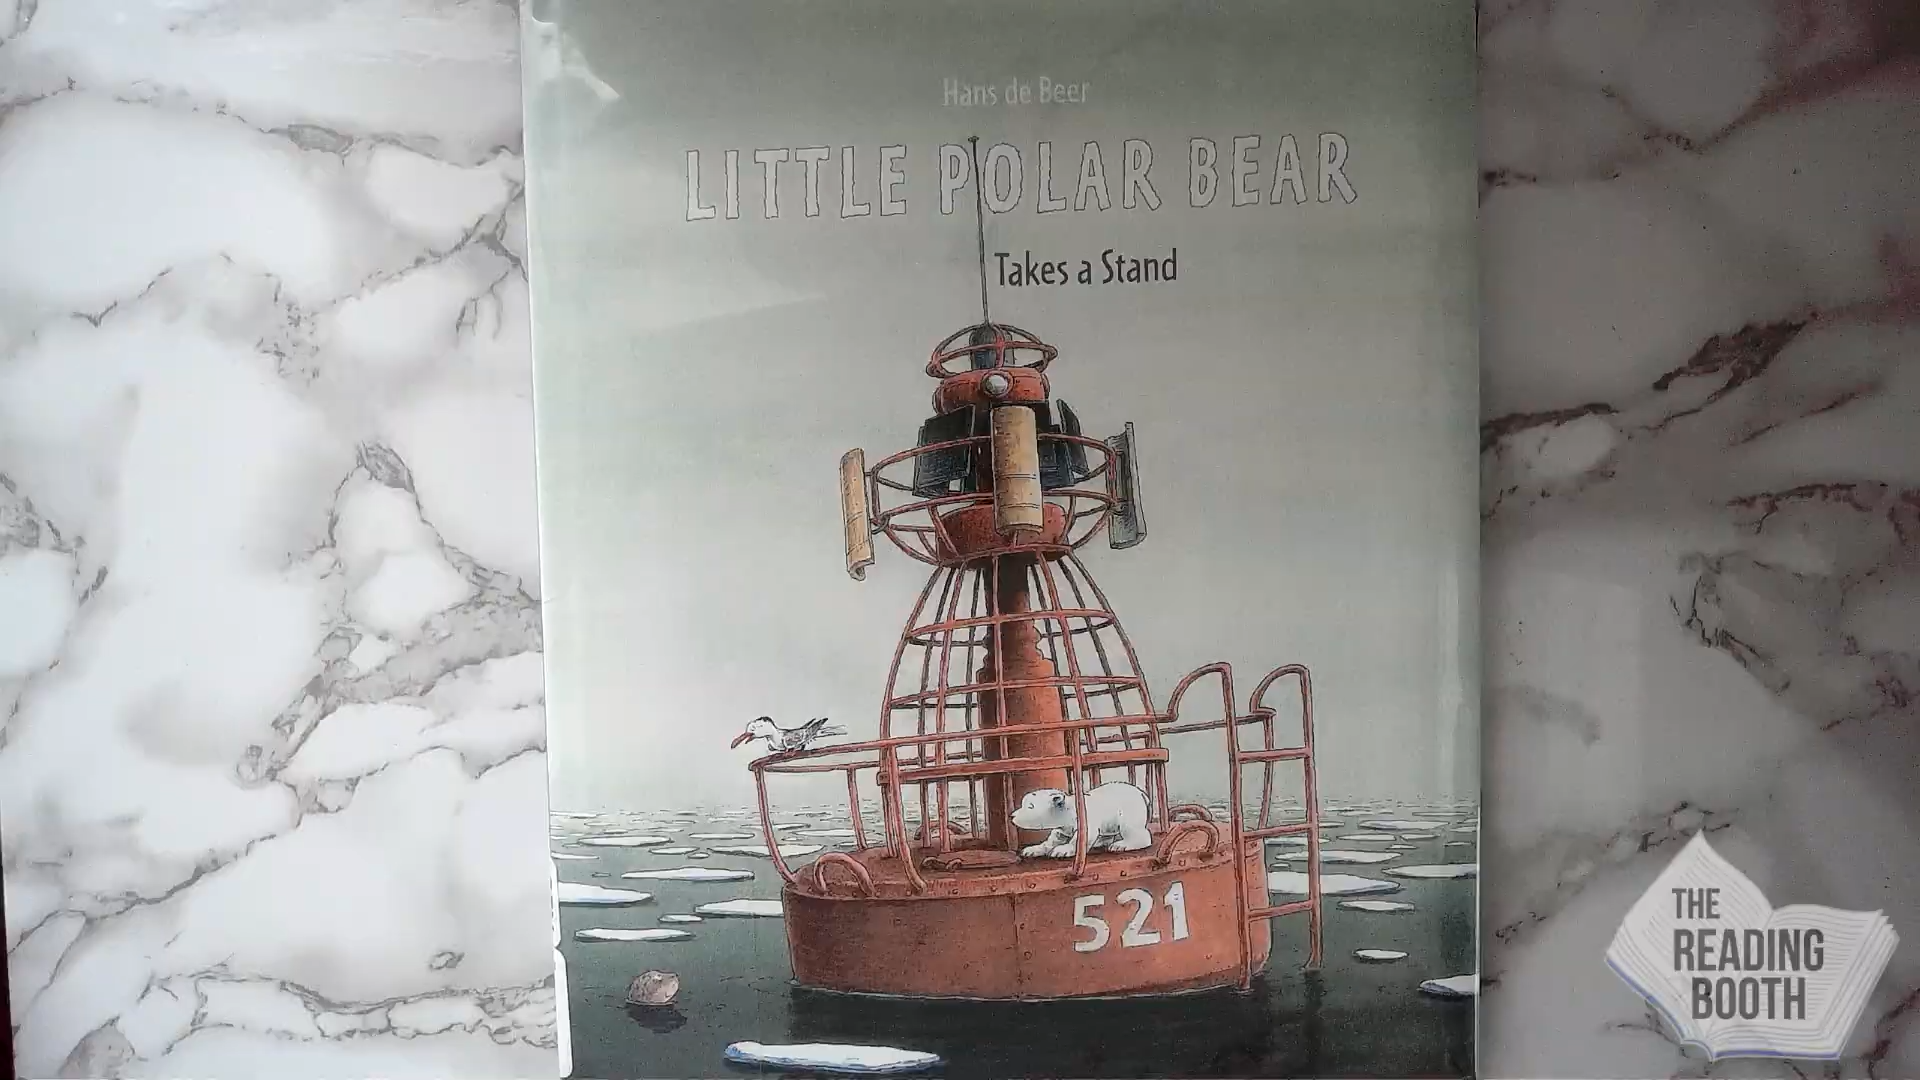 Hans de Beer
LITTLE POLAR BEAR
Takes a Stand
521
THE
READING
BOOTH